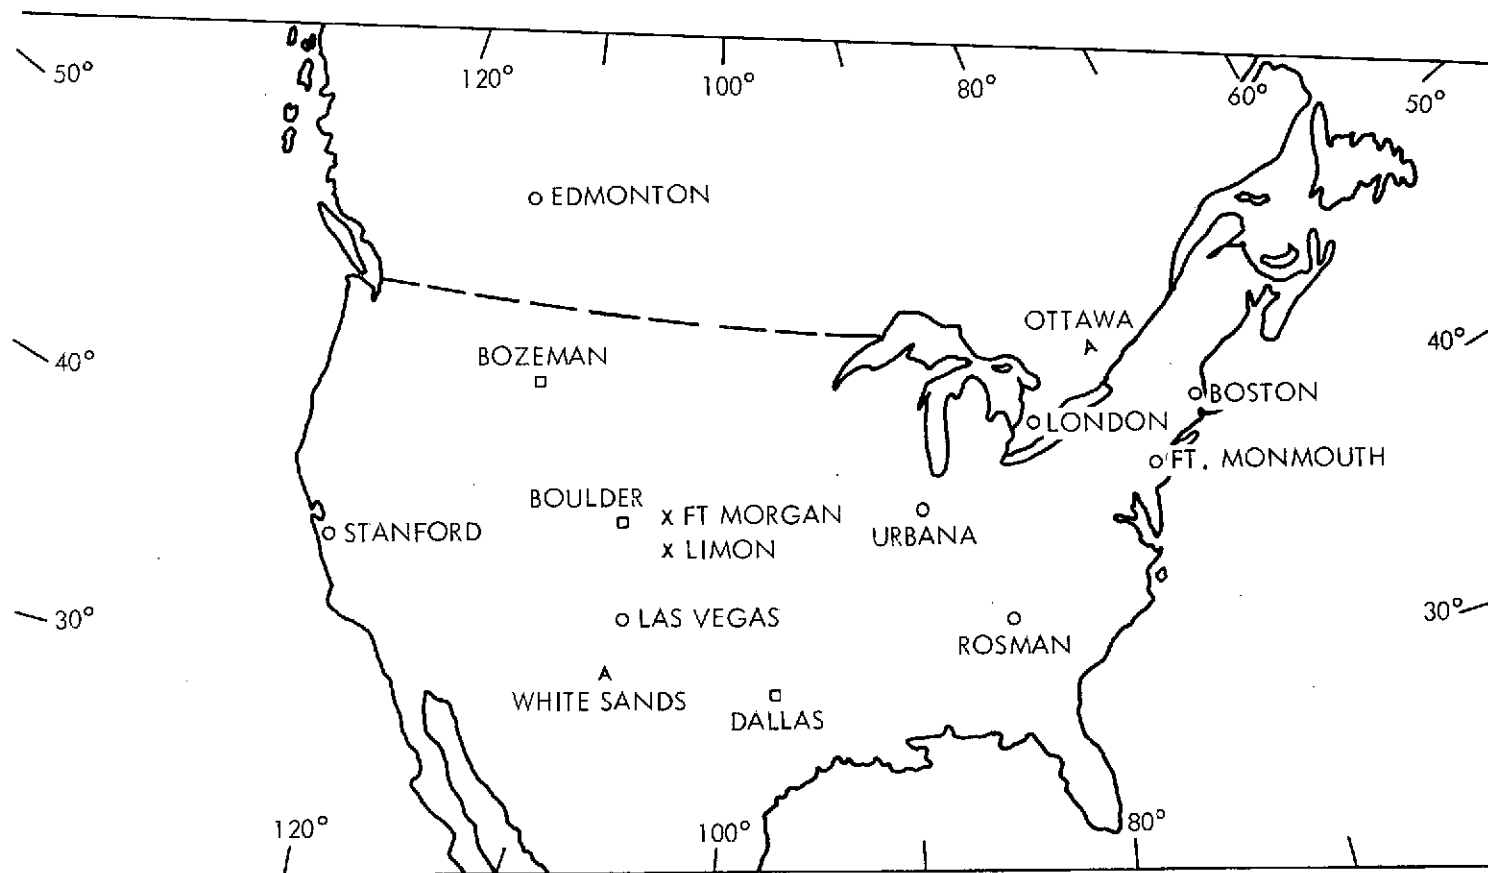 50°
120°
100°
80°
60°
50°
EDMONTON
OTTAWA
40°
BOZEMAN
40°
BOSTON
LONDON
FT. MONMOUTH
BOULDER
X FT MORGAN
STANFORD
X LIMON
URBANA
30°
LAS VEGAS
30°
ROSMAN
WHITE SANDS
DALLAS
120°
100°
80°